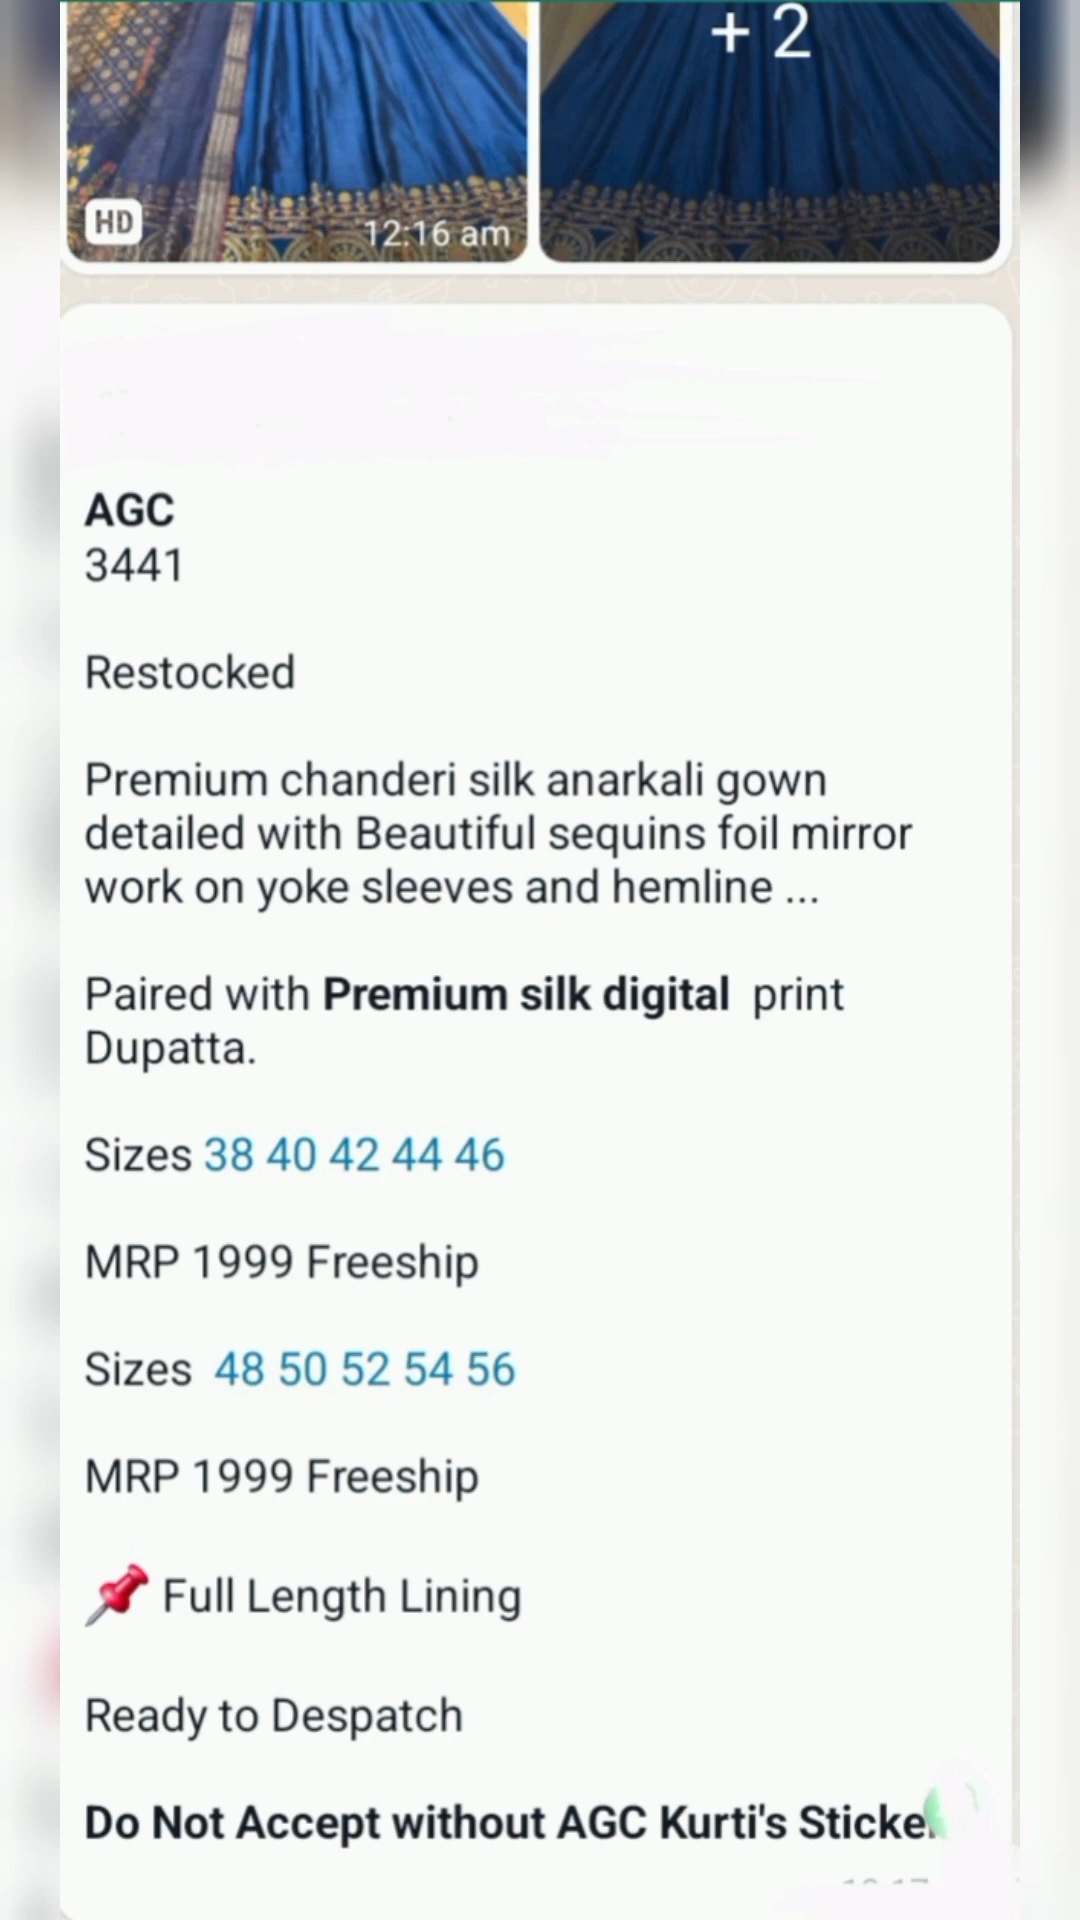 + 2
HD
12:16 am
AGC
3441
Restocked
Premium chanderi silk anarkali gown
detailed with Beautiful sequins foil mirror
work on yoke sleeves and hemline ...
Paired with Premium silk digital print
Dupatta.
Sizes 38 40 42 44 46
MRP 1999 Freeship
Sizes 48 50 52 54 56
MRP 1999 Freeship
📌 Full Length Lining
Ready to Despatch
Do Not Accept without AGC Kurti's